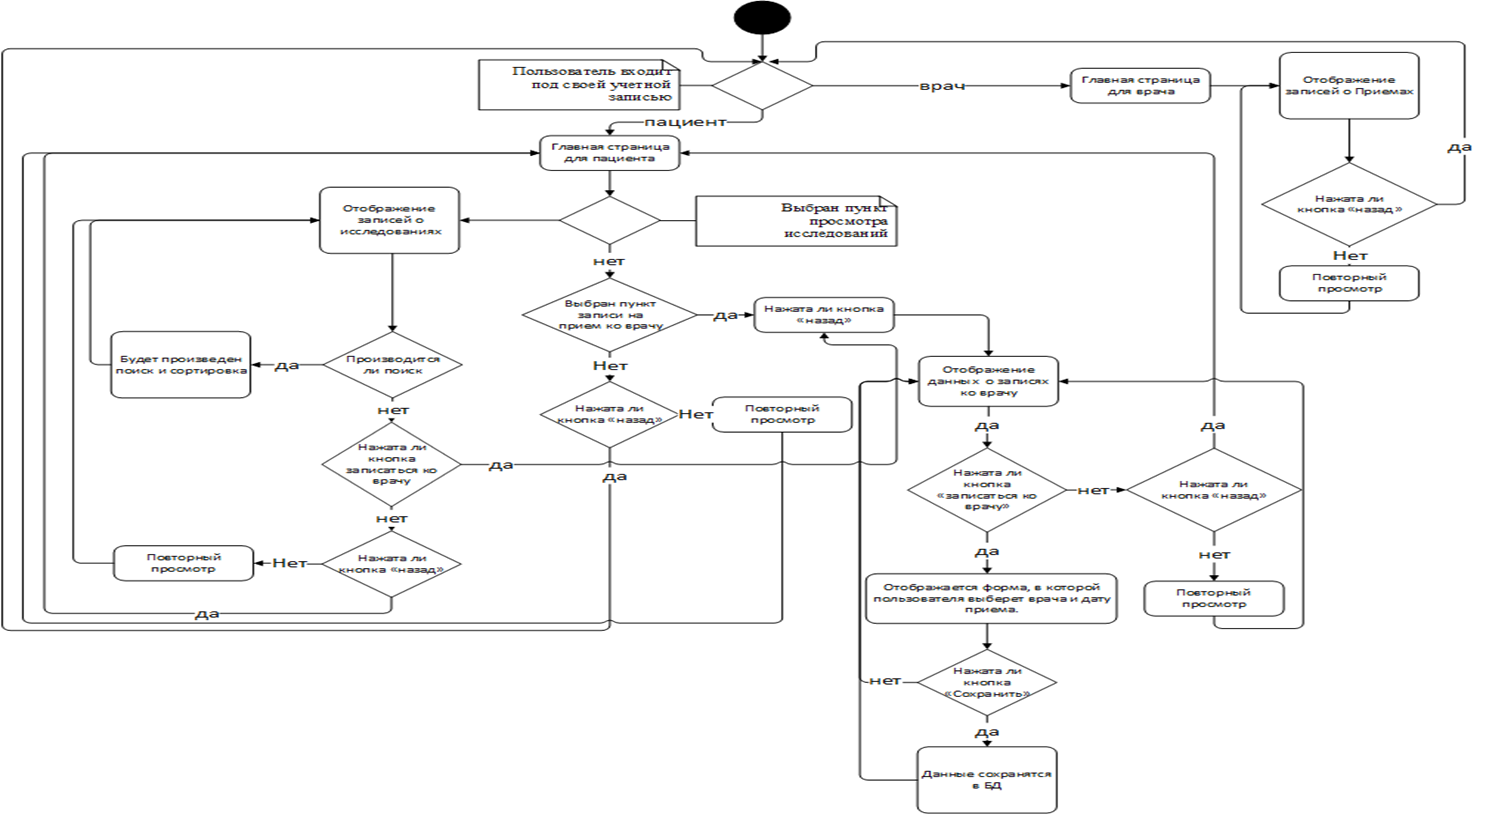 Пользователь входит
под своей учетной
записью
врач
Главная страница
для врача
Отображение
записей о Приемах
да
Нажата ли
кнопка «назад»
Нет
Повторный
просмотр
пациент
Главная страница
для пациента
Отображение
записей о
исследованиях
Выбран пункт
просмотра
исследований
нет
Выбран пункт
записи на
прием ко врачу
да
Нажата ли кнопка
«назад»
Нет
Нажата ли
кнопка «назад»
Нет
Повторный
просмотр
да
Производится
ли поиск
да
Будет произведен
поиск и сортировка
нет
Нажата ли
кнопка
записаться ко
врачу
да
нет
Нажата ли
кнопка «назад»
Нет
Повторный
просмотр
да
Отображение
данных о записях
ко врачу
да
Нажата ли
кнопка
«записаться ко
врачу»
нет
Нажата ли
кнопка «назад»
да
нет
Повторный
просмотр
да
Отображается форма, в которой
пользователя выберет врача и дату
приема.
Нажата ли
кнопка
«Сохранить»
нет
да
Данные сохранятся
в БД